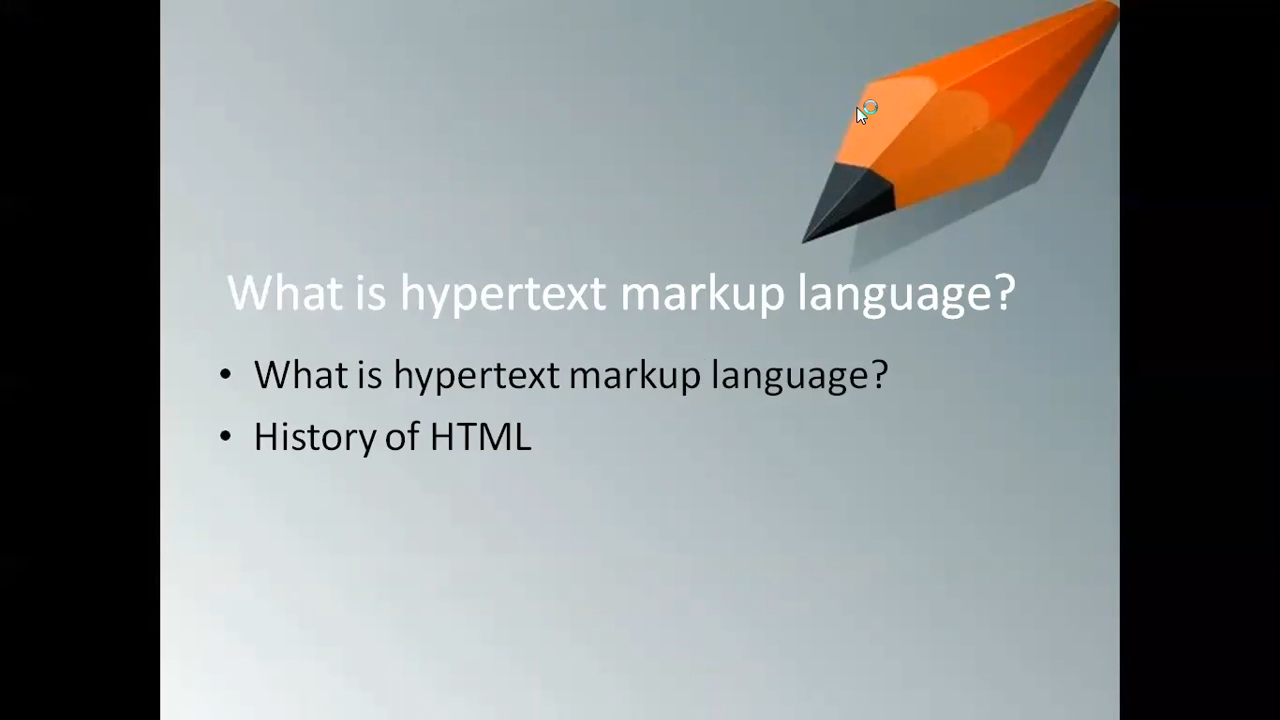 What is hypertext markup language?
• What is hypertext markup language?
• History of HTML